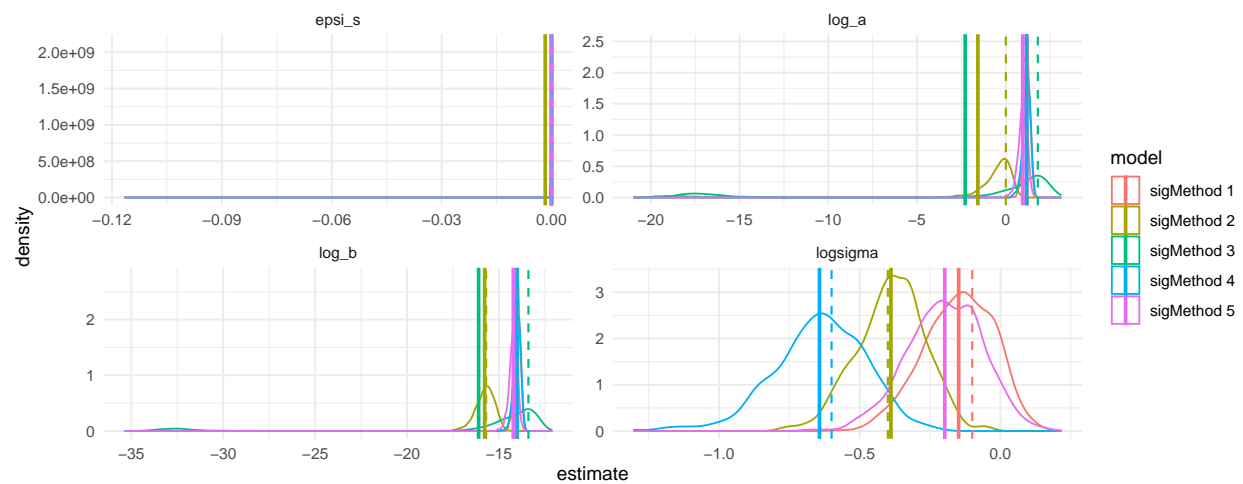 epsi_s
log_a
2.0e+09
1.5e+09
1.0e+09
5.0e+08
0.0e+00
−0.12
−0.09
−0.06
−0.03
0.00
2.5
2.0
1.5
1.0
0.5
0.0
−20
−15
−10
−5
0
log_b
logsigma
2
1
0
−35
−30
−25
−20
−15
3
2
1
0
−1.0
−0.5
0.0
density
estimate
model
sigMethod 1
sigMethod 2
sigMethod 3
sigMethod 4
sigMethod 5